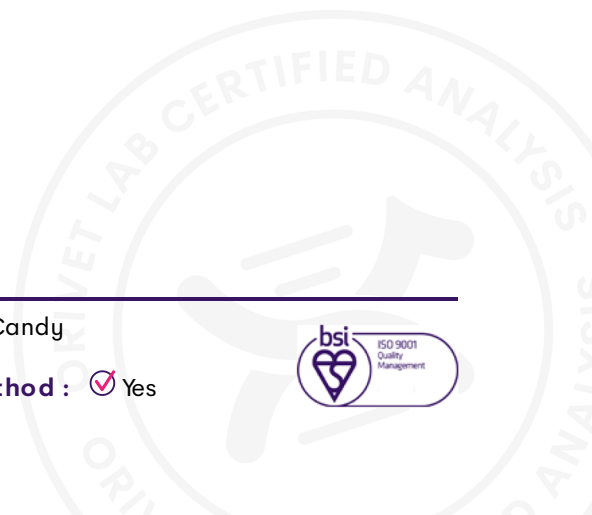 ORIVET LAB CERTIFIED ANALYSIS
Candy
thod : Yes
bsi
ISO 9001
Quality
Management